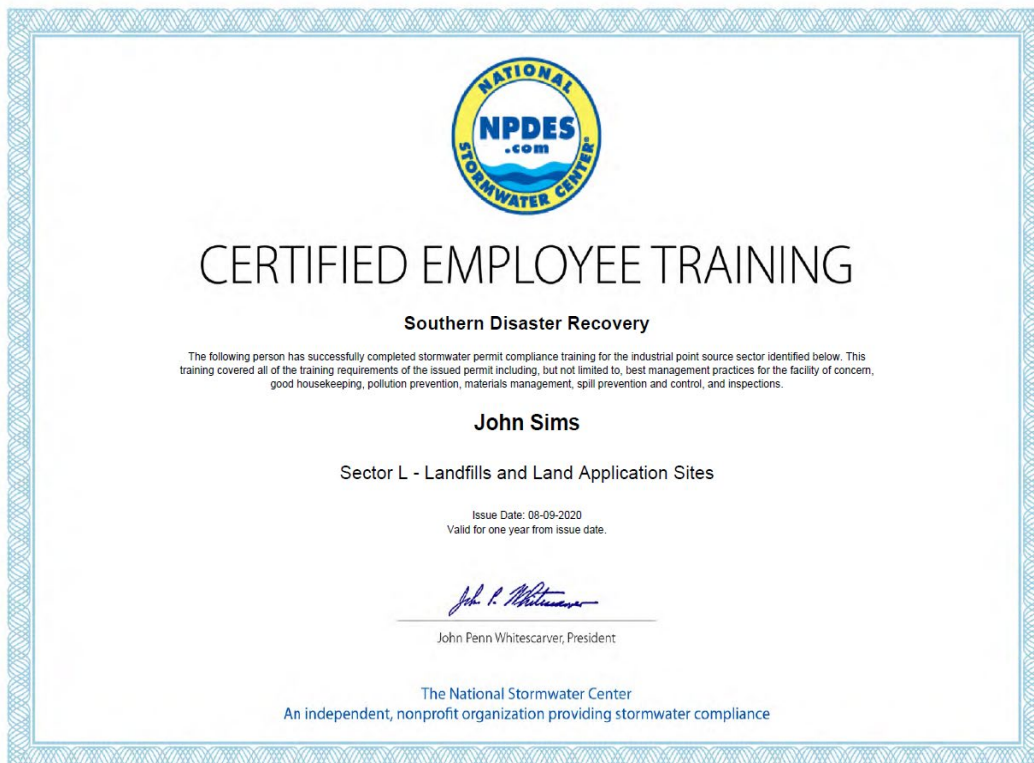 NATIONAL
NPDES
.com
STORMWATER CENTER®
CERTIFIED EMPLOYEE TRAINING
Southern Disaster Recovery
The following person has successfully completed stormwater permit compliance training for the industrial point source sector identified below. This
training covered all of the training requirements of the issued permit including, but not limited to, best management practices for the facility of concern,
good housekeeping, pollution prevention, materials management, spill prevention and control, and inspections.
John Sims
Sector L - Landfills and Land Application Sites
Issue Date: 08-09-2020
Valid for one year from issue date.
John P. Whitescarver
John Penn Whitescarver, President
The National Stormwater Center
An independent, nonprofit organization providing stormwater compliance